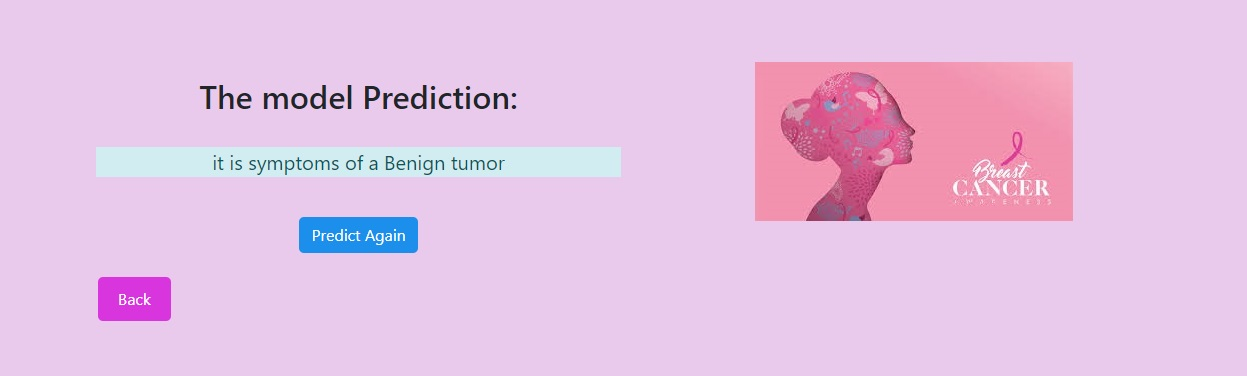 The model Prediction:
it is symptoms of a Benign tumor
Predict Again
Back
Breast
CANCER
AWARENESS